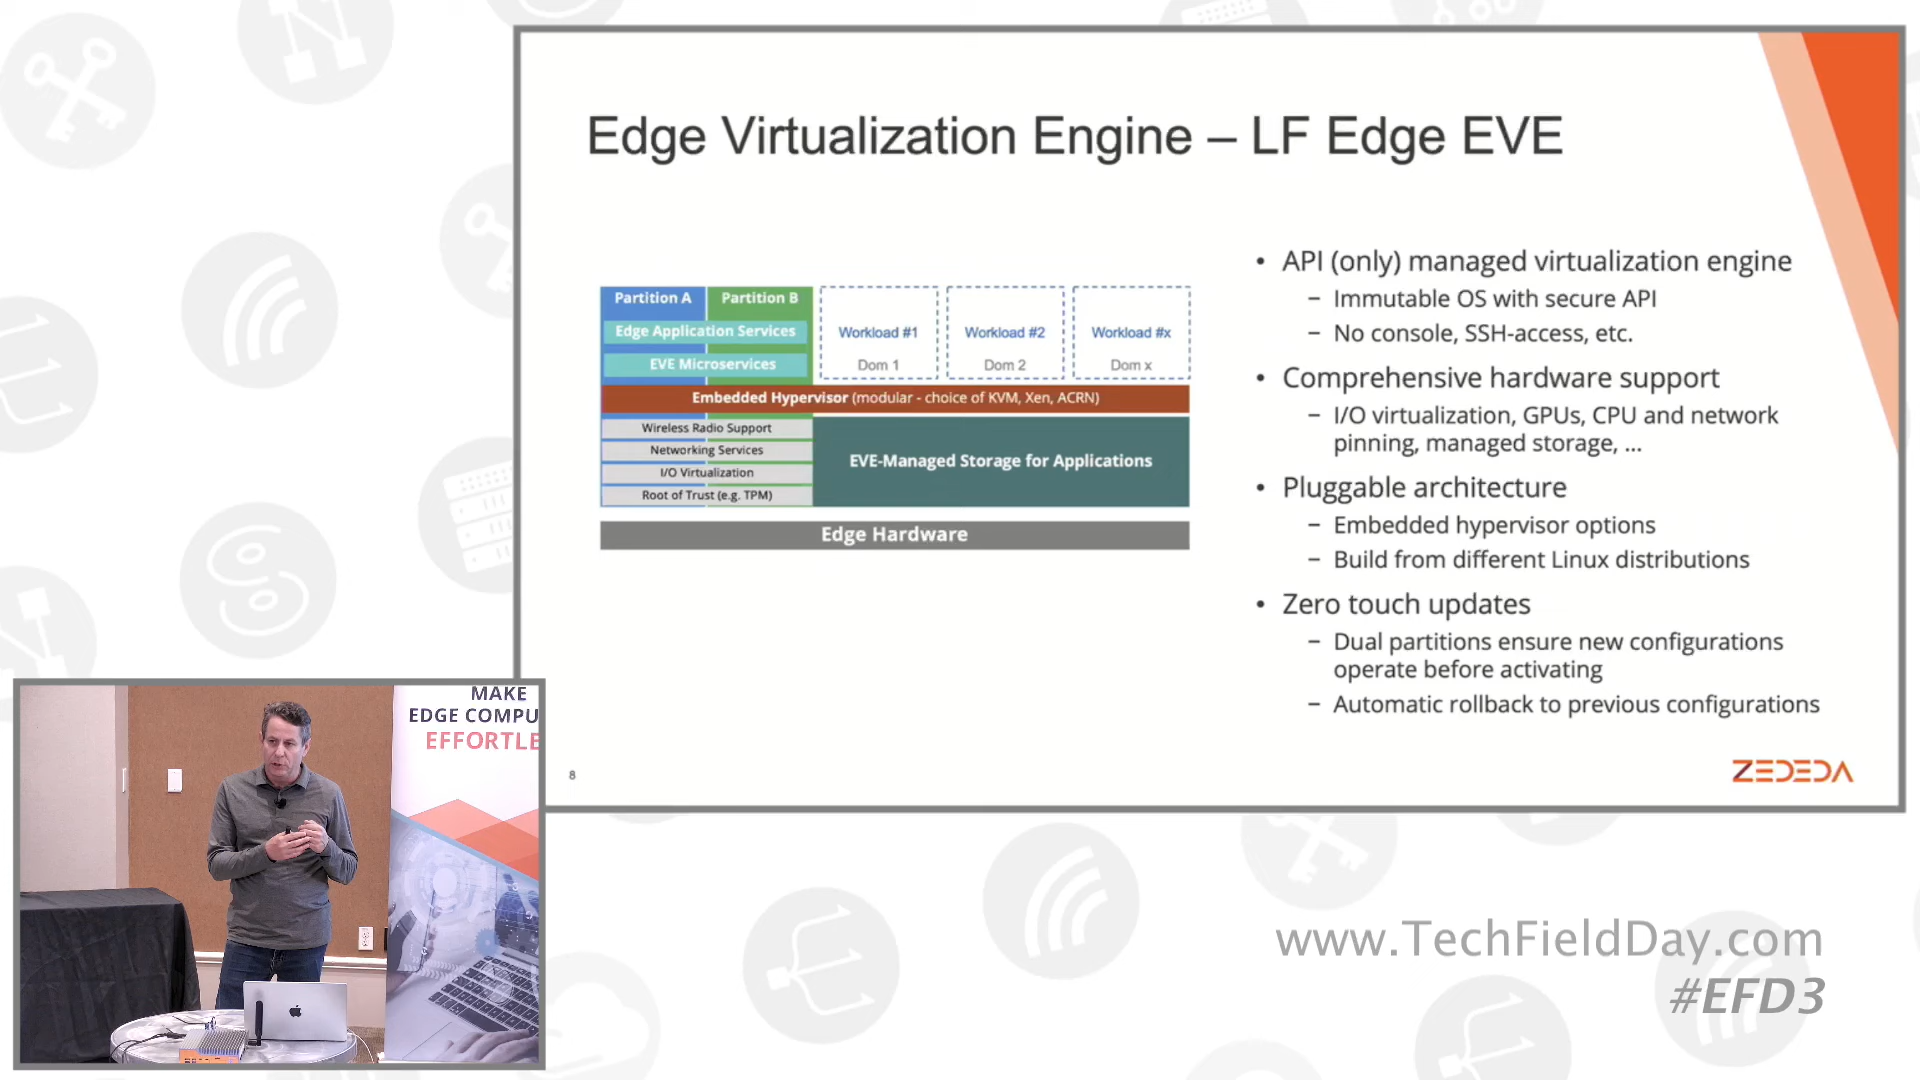 Edge Virtualization Engine – LF Edge EVE
Partition A
Partition B
Edge Application Services
EVE Microservices
Workload #1
Dom 1
Workload #2
Dom 2
Workload #x
Dom x
Embedded Hypervisor (modular - choice of KVM, Xen, ACRN)
Wireless Radio Support
Networking Services
I/O Virtualization
Root of Trust (e.g. TPM)
EVE-Managed Storage for Applications
Edge Hardware
• API (only) managed virtualization engine
– Immutable OS with secure API
– No console, SSH-access, etc.
• Comprehensive hardware support
– I/O virtualization, GPUs, CPU and network
pinning, managed storage, ...
• Pluggable architecture
– Embedded hypervisor options
– Build from different Linux distributions
• Zero touch updates
– Dual partitions ensure new configurations
operate before activating
– Automatic rollback to previous configurations
8
ZEDEDA
MAKE
EDGE COMPU
EFFORTLE
www.TechFieldDay.com
#EFD3